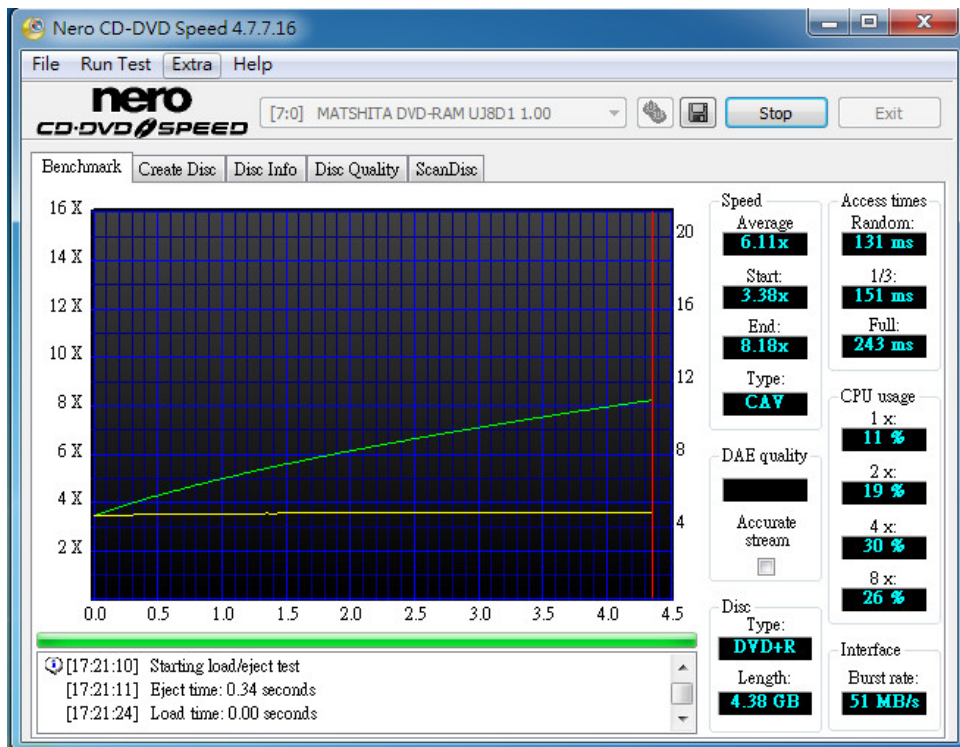 Nero CD-DVD Speed 4.7.7.16
File Run Test Extra Help
nero
CD·DVD SPEED
[7:0] MATSHITA DVD-RAM UJ8D1 1.00
Stop
Exit
Benchmark Create Disc Disc Info Disc Quality ScanDisc
16 X
14 X
12 X
10 X
8 X
6 X
4 X
2 X
20
16
12
8
4
0.0 0.5 1.0 1.5 2.0 2.5 3.0 3.5 4.0 4.5
Speed
Average
6.11x
Start:
3.38x
End:
8.18x
Type:
CAV
DAE quality
Accurate
stream
Disc
Type:
DVD+R
Length:
4.38 GB
Access times
Random:
131 ms
1/3:
151 ms
Full:
243 ms
CPU usage
1 x:
11 %
2 x:
19 %
4 x:
30 %
8 x:
26 %
Interface
Burst rate:
51 MB/s
[17:21:10] Starting load/eject test
[17:21:11] Eject time: 0.34 seconds
[17:21:24] Load time: 0.00 seconds